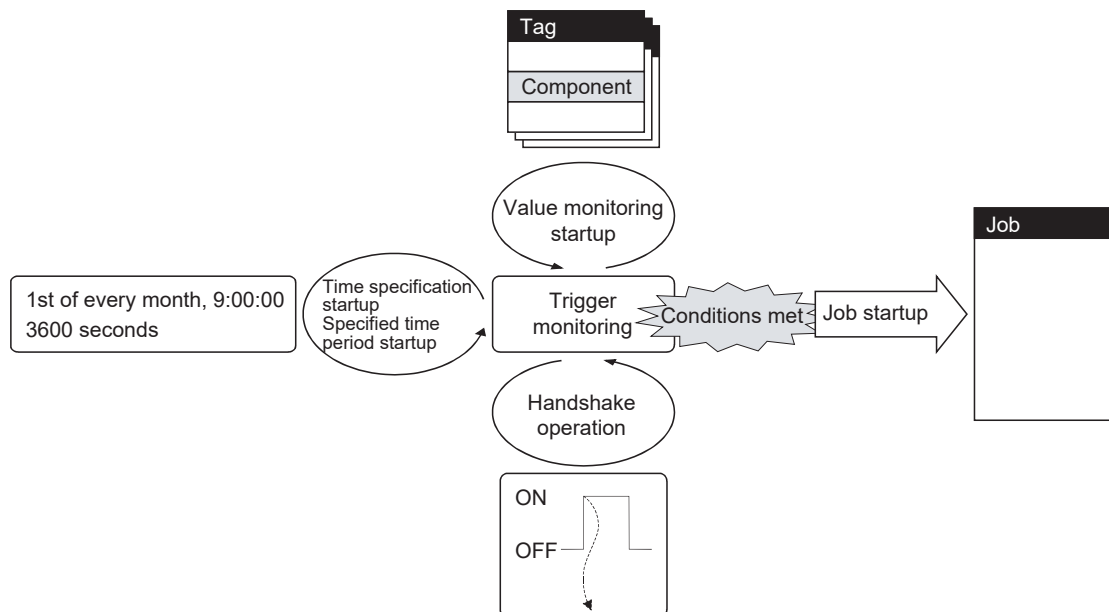 Tag
Component
Value monitoring
startup
Job
1st of every month, 9:00:00
3600 seconds
Time specification
startup
Specified time
period startup
Trigger
monitoring
Conditions met
Job startup
Handshake
operation
ON
OFF